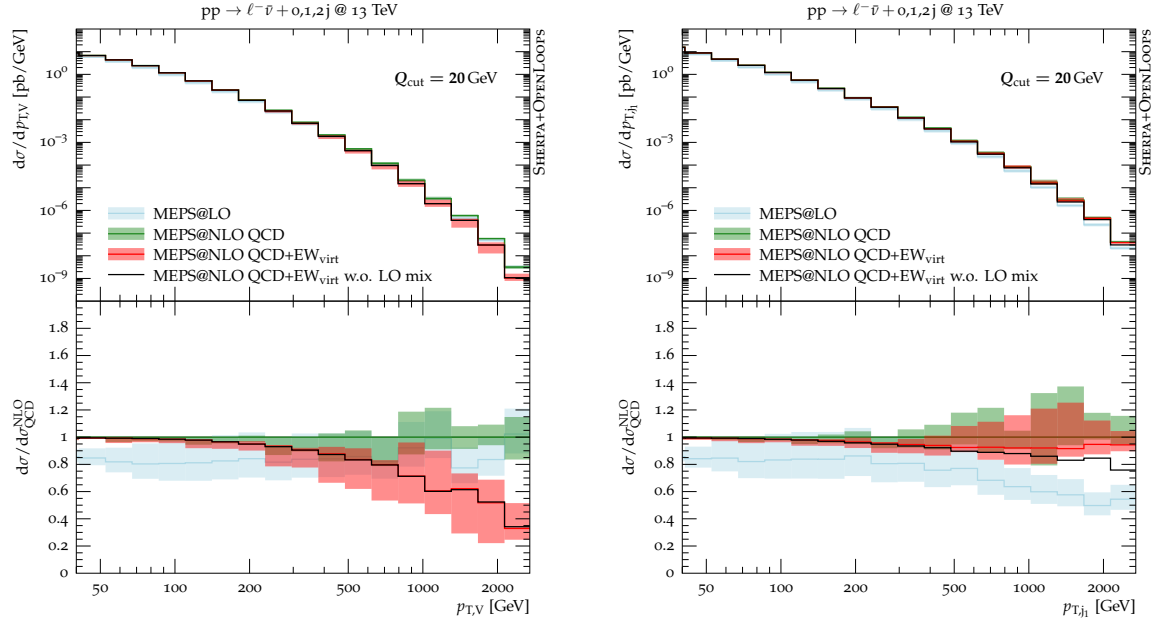 pp → ℓ⁻ν̄ + 0,1,2j @ 13 TeV
Q_cut = 20 GeV
SHERPA+OPENLOOPS
dσ/dp_T,V [pb/GeV]
10⁰
10⁻³
10⁻⁶
10⁻⁹
MEPS@LO
MEPS@NLO QCD
MEPS@NLO QCD+EW_virt
MEPS@NLO QCD+EW_virt w.o. LO mix
dσ/dσ^NLO_QCD
1.8
1.6
1.4
1.2
1
0.8
0.6
0.4
0.2
0
50 100 200 500 1000 2000
p_T,V [GeV]
pp → ℓ⁻ν̄ + 0,1,2j @ 13 TeV
Q_cut = 20 GeV
SHERPA+OPENLOOPS
dσ/dp_T,j₁ [pb/GeV]
10⁰
10⁻³
10⁻⁶
10⁻⁹
MEPS@LO
MEPS@NLO QCD
MEPS@NLO QCD+EW_virt
MEPS@NLO QCD+EW_virt w.o. LO mix
dσ/dσ^NLO_QCD
1.8
1.6
1.4
1.2
1
0.8
0.6
0.4
0.2
0
50 100 200 500 1000 2000
p_T,j₁ [GeV]